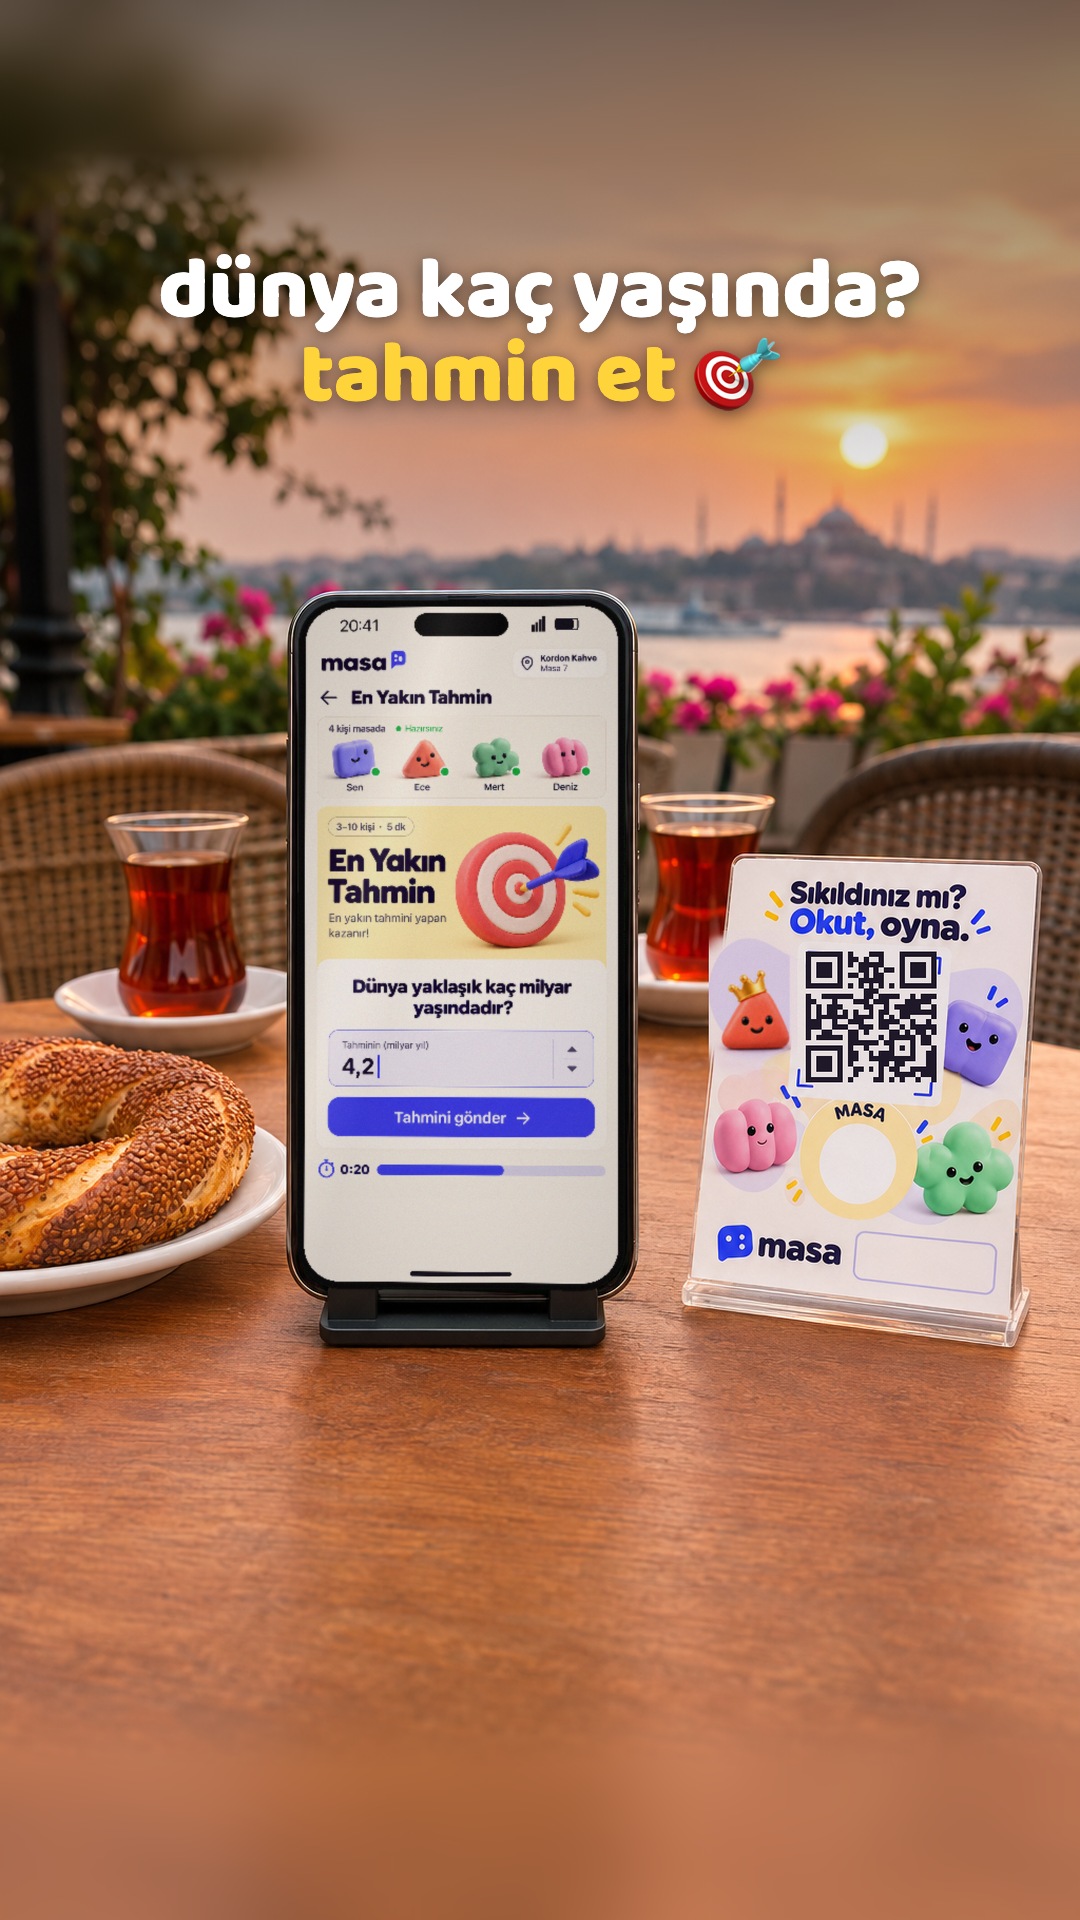 dünya kaç yaşında?
tahmin et
20:41
masa
Kordon Kahve
Masa 7
En Yakın Tahmin
4 kişi masada
Hazırsınız
Sen
Ece
Mert
Deniz
3-10 kişi · 5 dk
En Yakın
Tahmin
En yakın tahmini yapan
kazanır!
Dünya yaklaşık kaç milyar
yaşındadır?
Tahminin (milyar yıl)
4,2
Tahmini gönder →
0:20
Sıkıldınız mı?
Okut, oyna.
MASA
masa